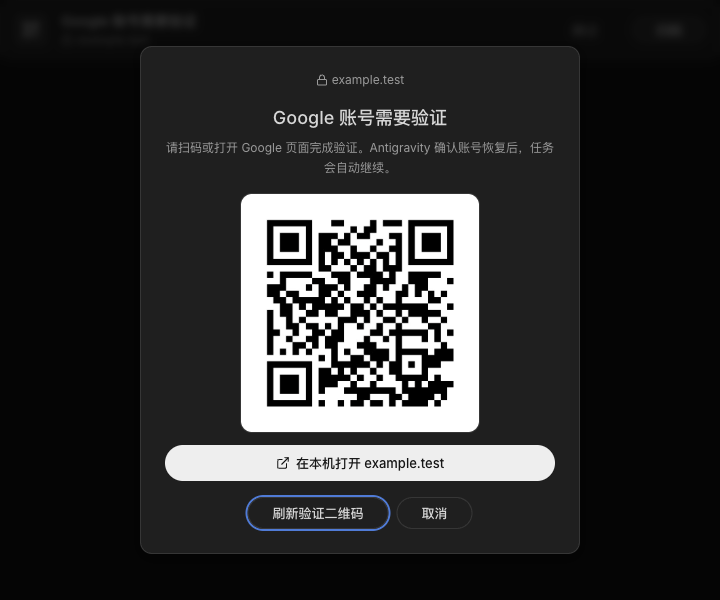 example.test
Google 账号需要验证
请扫码或打开 Google 页面完成验证。Antigravity 确认账号恢复后，任务
会自动继续。
在本机打开 example.test
刷新验证二维码
取消